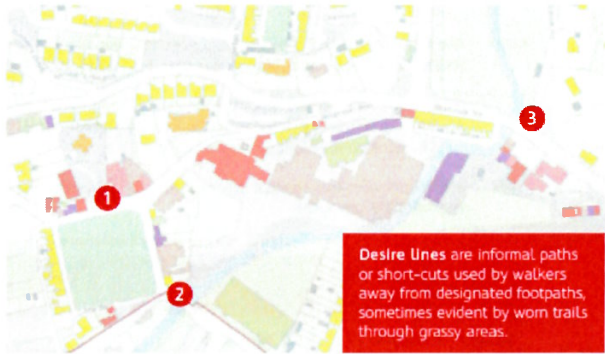 3
1
2
Desire lines are informal paths
or short-cuts used by walkers
away from designated footpaths,
sometimes evident by worn trails
through grassy areas.